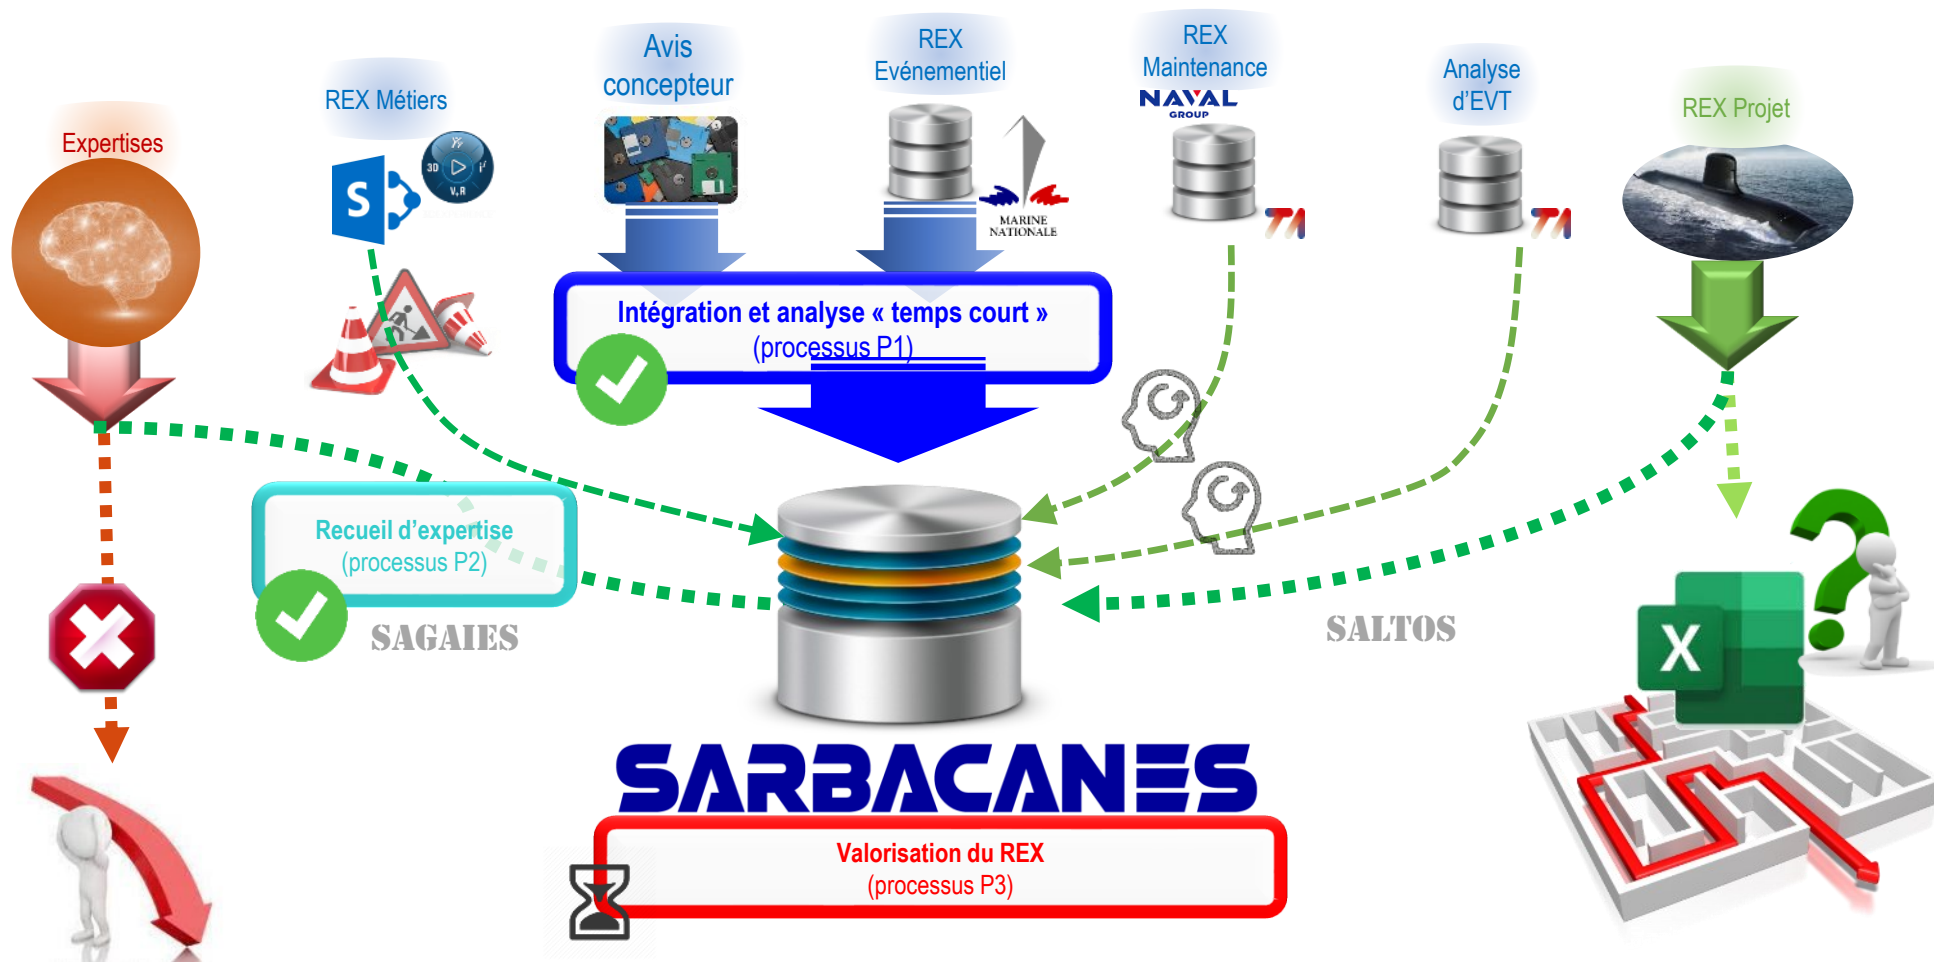 Expertises
REX Métiers
3D
V,R
Avis
concepteur
REX
Evénementiel
MARINE
NATIONALE
REX
Maintenance
NAVAL
GROUP
Analyse
d’EVT
REX Projet
Intégration et analyse « temps court »
(processus P1)
Recueil d’expertise
(processus P2)
SAGAIES
SALTOS
S
X
SARBACANES
Valorisation du REX
(processus P3)